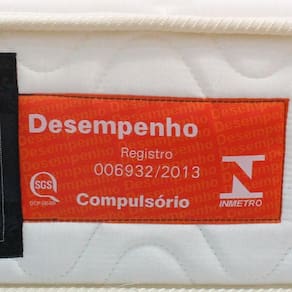 Desempenho
Registro
006932/2013
SGS
Compulsório
INMETRO